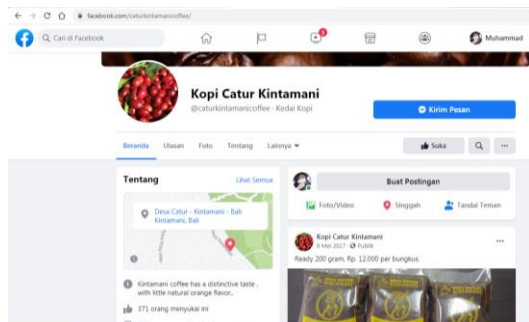 facebook.com/caturkintamanicoffee/
Cari di Facebook
3
Muhammad
Kopi Catur Kintamani
@caturkintamanicoffee · Kedai Kopi
Kirim Pesan
Beranda Ulasan Foto Tentang Lainnya
Suka
Tentang
Lihat Semua
Desa Catur - Kintamani - Bali
Kintamani, Bali
Kintamani coffee has a distinctive taste ,
with little natural orange flavor..
371 orang menyukai ini
Buat Postingan
Foto/Video Singgah Tandai Teman
Kopi Catur Kintamani
9 Mei 2017 · Publik
Ready 200 gram, Rp. 12.000 per bungkus.